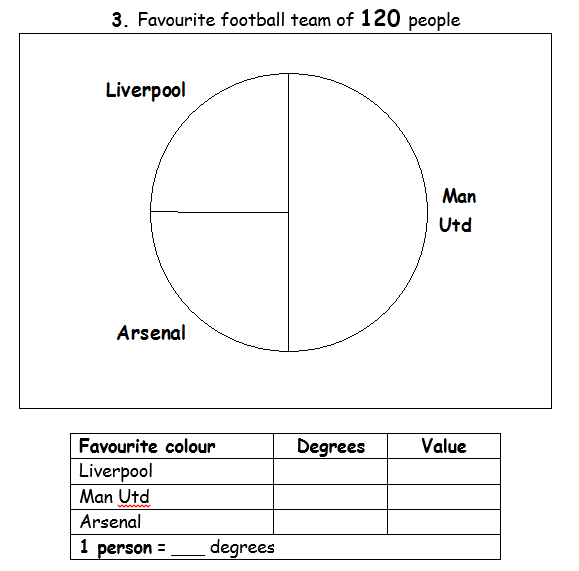 3. Favourite football team of 120 people
Liverpool
Man
Utd
Arsenal
Favourite colour Degrees Value
Liverpool
Man Utd
Arsenal
1 person = ___ degrees